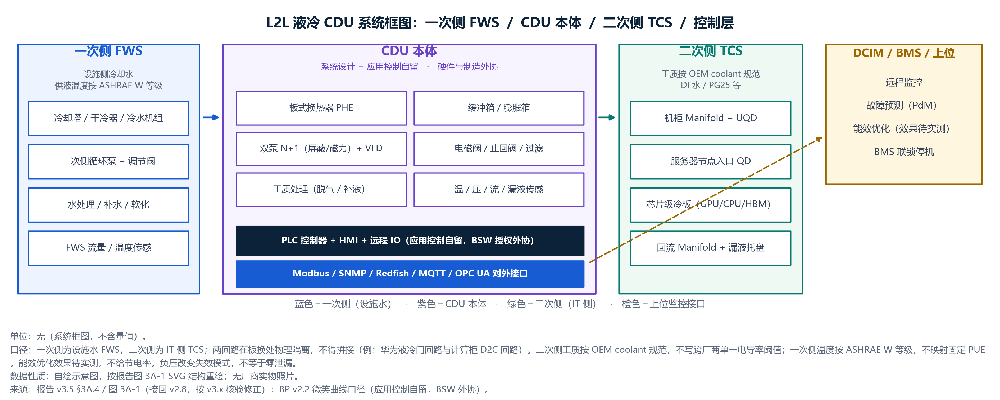 L2L 液冷 CDU 系统框图：一次侧 FWS / CDU 本体 / 二次侧 TCS / 控制层
一次侧 FWS
设施侧冷却水
供液温度按 ASHRAE W 等级
冷却塔 / 干冷器 / 冷水机组
一次侧循环泵 + 调节阀
水处理 / 补水 / 软化
FWS 流量 / 温度传感
CDU 本体
系统设计 + 应用控制自留 · 硬件与制造外协
板式换热器 PHE
缓冲箱 / 膨胀箱
双泵 N+1（屏蔽/磁力）+ VFD
电磁阀 / 止回阀 / 过滤
工质处理（脱气 / 补液）
温 / 压 / 流 / 漏液传感
PLC 控制器 + HMI + 远程 IO（应用控制自留，BSW 授权外协）
Modbus / SNMP / Redfish / MQTT / OPC UA 对外接口
二次侧 TCS
工质按 OEM coolant 规范
DI 水 / PG25 等
机柜 Manifold + UQD
服务器节点入口 QD
芯片级冷板（GPU/CPU/HBM）
回流 Manifold + 漏液托盘
DCIM / BMS / 上位
远程监控
故障预测（PdM）
能效优化（效果待实测）
BMS 联锁停机
蓝色＝一次侧（设施水） · 紫色＝CDU 本体 · 绿色＝二次侧（IT 侧） · 橙色＝上位监控接口
单位：无（系统框图，不含量值）。
口径：一次侧为设施水 FWS，二次侧为 IT 侧 TCS；两回路在板换处物理隔离，不得拼接（例：华为液冷门回路与计算柜 D2C 回路）。二次侧工质按 OEM coolant 规范，不写跨厂商单一电导率阈值；一次侧温度按 ASHRAE W 等级，不映射固定 PUE
。能效优化效果待实测，不给节电率。负压改变失效模式，不等于零泄漏。
数据性质：自绘示意图，按报告图 3A-1 SVG 结构重绘；无厂商实物照片。
来源：报告 v3.5 §3A.4 / 图 3A-1（接回 v2.8，按 v3.x 核验修正）；BP v2.2 微笑曲线口径（应用控制自留，BSW 外协）。